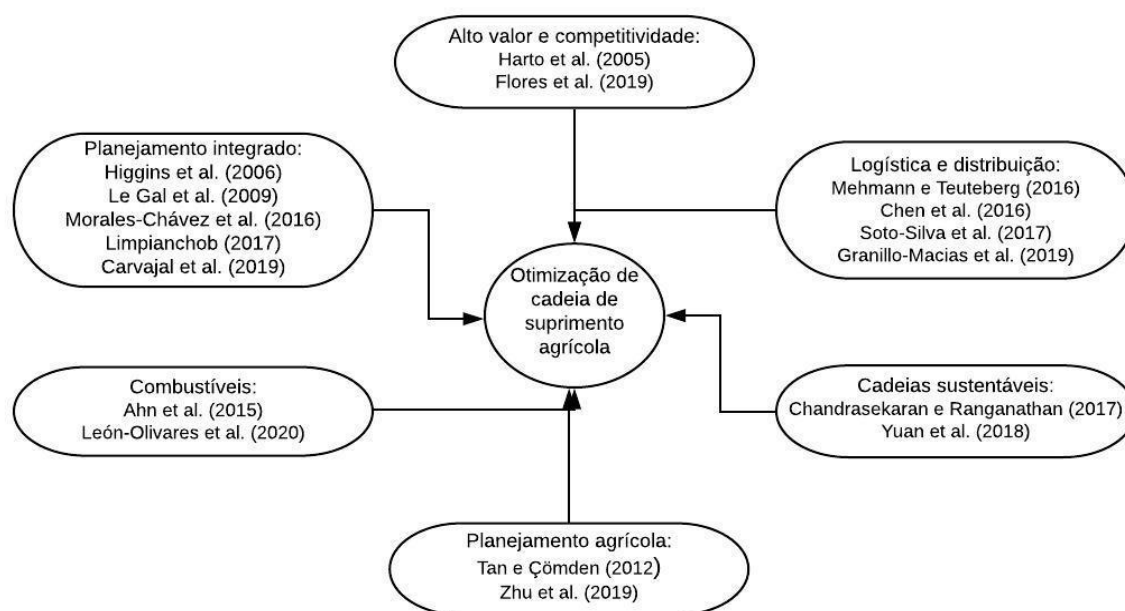 Alto valor e competitividade:
Harto et al. (2005)
Flores et al. (2019)
Planejamento integrado:
Higgins et al. (2006)
Le Gal et al. (2009)
Morales-Chávez et al. (2016)
Limpianchob (2017)
Carvajal et al. (2019)
Logística e distribuição:
Mehmann e Teuteberg (2016)
Chen et al. (2016)
Soto-Silva et al. (2017)
Granillo-Macias et al. (2019)
Otimização de
cadeia de
suprimento
agrícola
Combustíveis:
Ahn et al. (2015)
León-Olivares et al. (2020)
Cadeias sustentáveis:
Chandrasekaran e Ranganathan (2017)
Yuan et al. (2018)
Planejamento agrícola:
Tan e Çömden (2012)
Zhu et al. (2019)